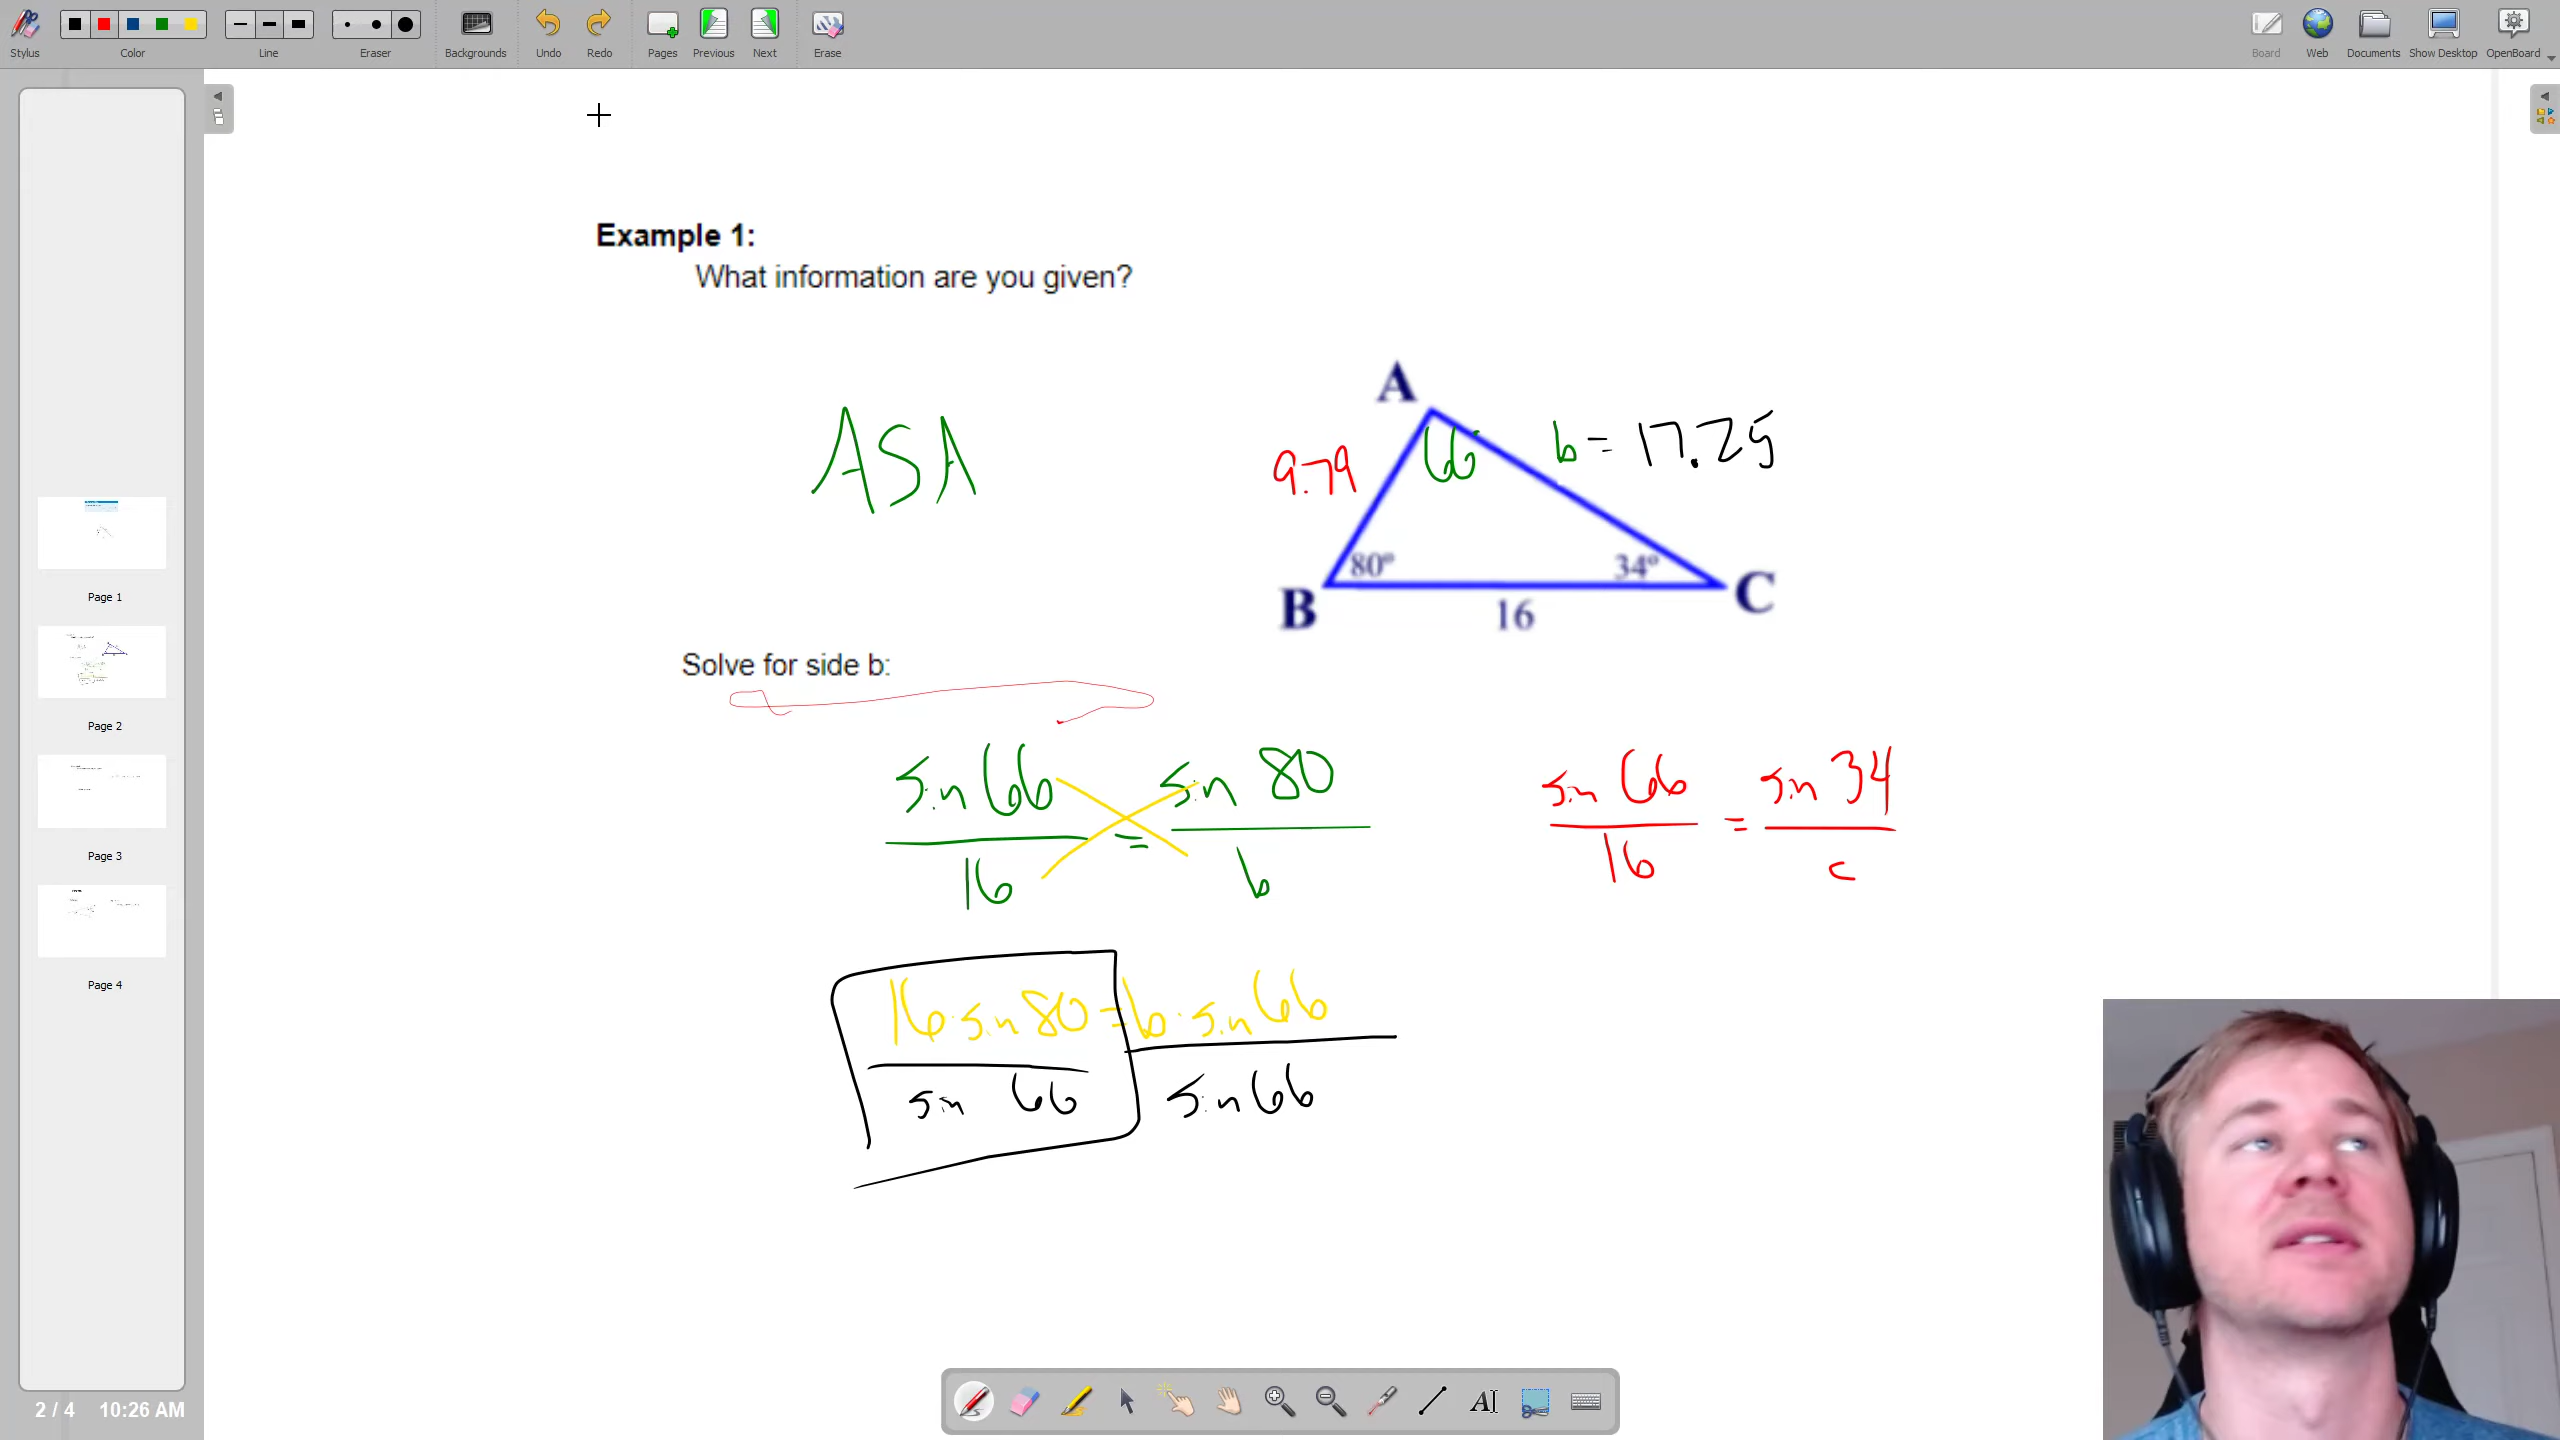 Stylus Color Line Eraser Backgrounds Undo Redo Pages Previous Next Erase Board Web Documents Show Desktop OpenBoard
Example 1:
What information are you given?
A
ASA
9.79 66 b = 17.25
80º 34º
B 16 C
Solve for side b:
sin 66 = sin 80
16 b
sin 66 = sin 34
16 c
16·sin 80 = b·sin 66
sin 66 sin 66
Page 1
Page 2
Page 3
Page 4
2 / 4 10:26 AM